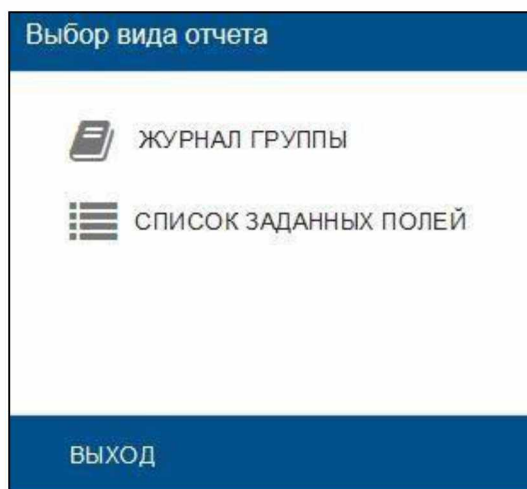 Выбор вида отчета
ЖУРНАЛ ГРУППЫ
СПИСОК ЗАДАННЫХ ПОЛЕЙ
ВЫХОД